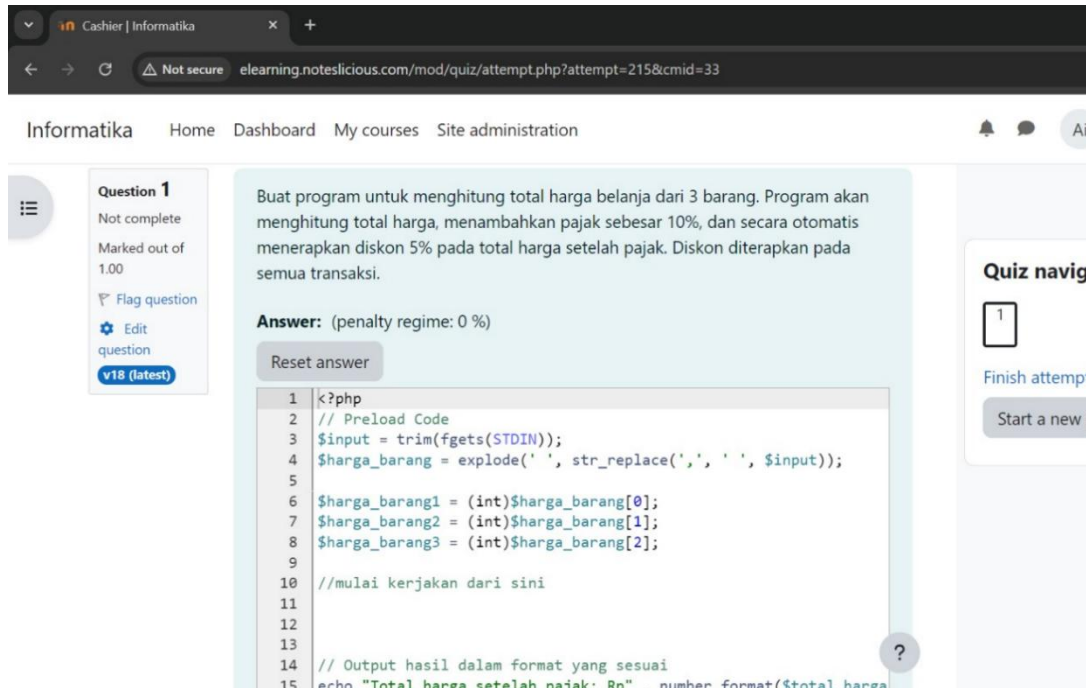 Cashier | Informatika
Not secure elearning.noteslicious.com/mod/quiz/attempt.php?attempt=215&cmid=33
Informatika Home Dashboard My courses Site administration
Question 1
Not complete
Marked out of
1.00
Flag question
Edit
question
v18 (latest)
Buat program untuk menghitung total harga belanja dari 3 barang. Program akan
menghitung total harga, menambahkan pajak sebesar 10%, dan secara otomatis
menerapkan diskon 5% pada total harga setelah pajak. Diskon diterapkan pada
semua transaksi.
Answer: (penalty regime: 0 %)
Reset answer
1 <?php
2 // Preload Code
3 $input = trim(fgets(STDIN));
4 $harga_barang = explode(' ', str_replace(',', ' ', $input));
5
6 $harga_barang1 = (int)$harga_barang[0];
7 $harga_barang2 = (int)$harga_barang[1];
8 $harga_barang3 = (int)$harga_barang[2];
9
10 //mulai kerjakan dari sini
11
12
13
14 // Output hasil dalam format yang sesuai
15 echo "Total harga setelah pajak: Rp" . number_format($total_harga
?
Quiz navig
1
Finish attemp
Start a new